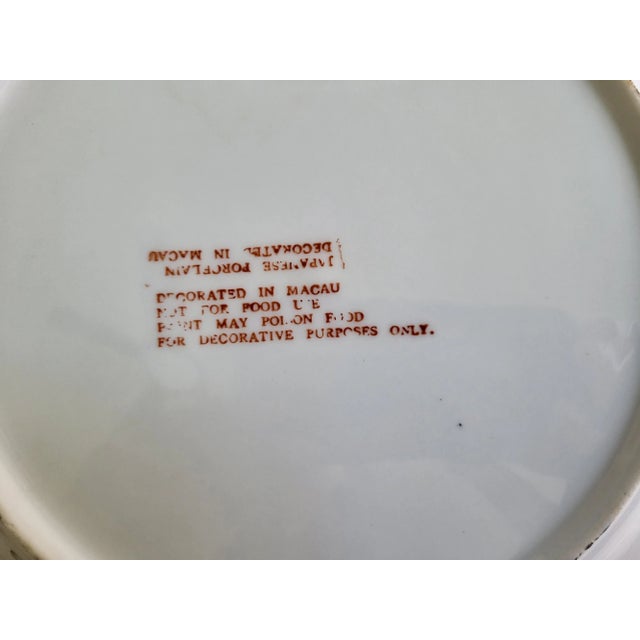 JAPANESE PORCELAIN
DECORATED IN MACAU
DECORATED IN MACAU
NOT FOR FOOD USE
PAINT MAY POISON FOOD
FOR DECORATIVE PURPOSES ONLY.